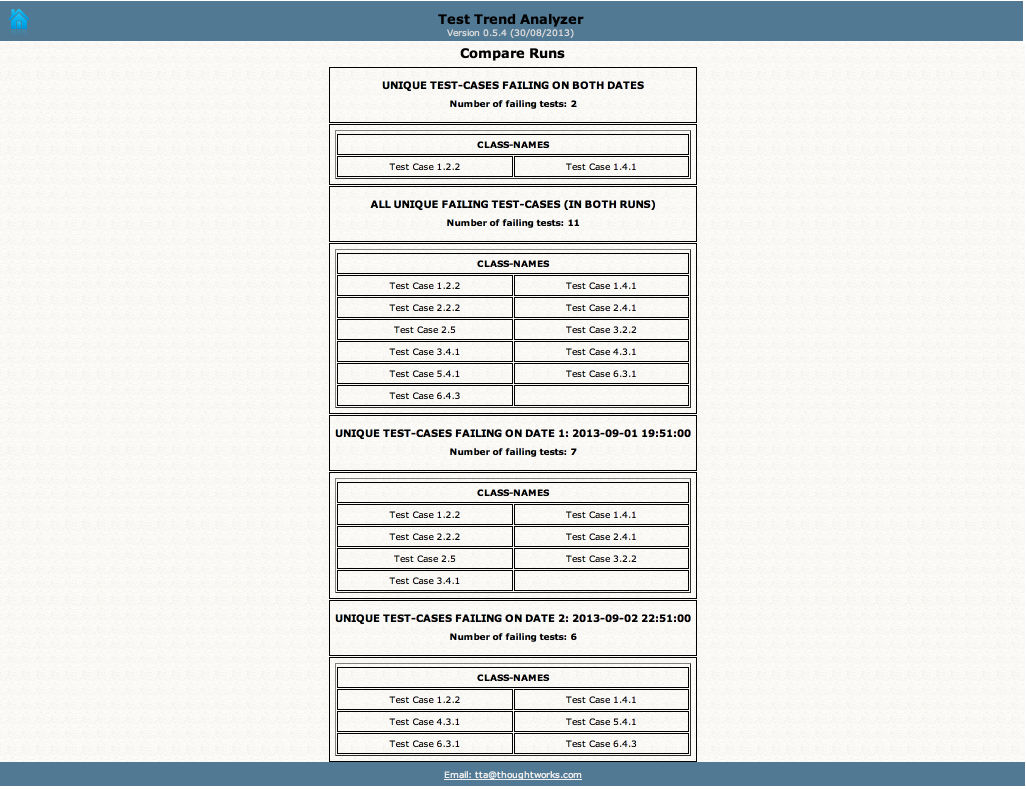 Test Trend Analyzer
Version 0.5.4 (30/08/2013)
Compare Runs
UNIQUE TEST-CASES FAILING ON BOTH DATES
Number of failing tests: 2
CLASS-NAMES
Test Case 1.2.2 Test Case 1.4.1
ALL UNIQUE FAILING TEST-CASES (IN BOTH RUNS)
Number of failing tests: 11
CLASS-NAMES
Test Case 1.2.2 Test Case 1.4.1
Test Case 2.2.2 Test Case 2.4.1
Test Case 2.5 Test Case 3.2.2
Test Case 3.4.1 Test Case 4.3.1
Test Case 5.4.1 Test Case 6.3.1
Test Case 6.4.3
UNIQUE TEST-CASES FAILING ON DATE 1: 2013-09-01 19:51:00
Number of failing tests: 7
CLASS-NAMES
Test Case 1.2.2 Test Case 1.4.1
Test Case 2.2.2 Test Case 2.4.1
Test Case 2.5 Test Case 3.2.2
Test Case 3.4.1
UNIQUE TEST-CASES FAILING ON DATE 2: 2013-09-02 22:51:00
Number of failing tests: 6
CLASS-NAMES
Test Case 1.2.2 Test Case 1.4.1
Test Case 4.3.1 Test Case 5.4.1
Test Case 6.3.1 Test Case 6.4.3
Email: tta@thoughtworks.com